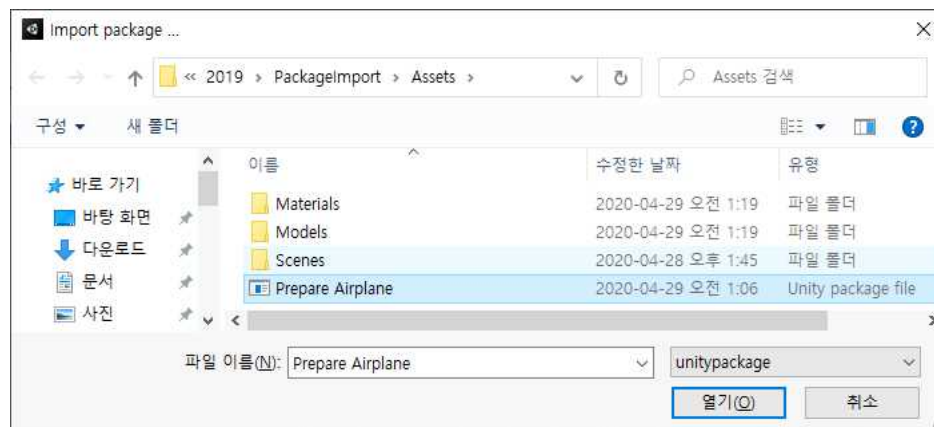 Import package ...
« 2019 › PackageImport › Assets ›
Assets 검색
구성
새 폴더
이름 수정한 날짜 유형
바로 가기
바탕 화면
다운로드
문서
사진
Materials 2020-04-29 오전 1:19 파일 폴더
Models 2020-04-29 오전 1:19 파일 폴더
Scenes 2020-04-28 오후 1:45 파일 폴더
Prepare Airplane 2020-04-29 오전 1:06 Unity package file
파일 이름(N): Prepare Airplane unitypackage
열기(O) 취소